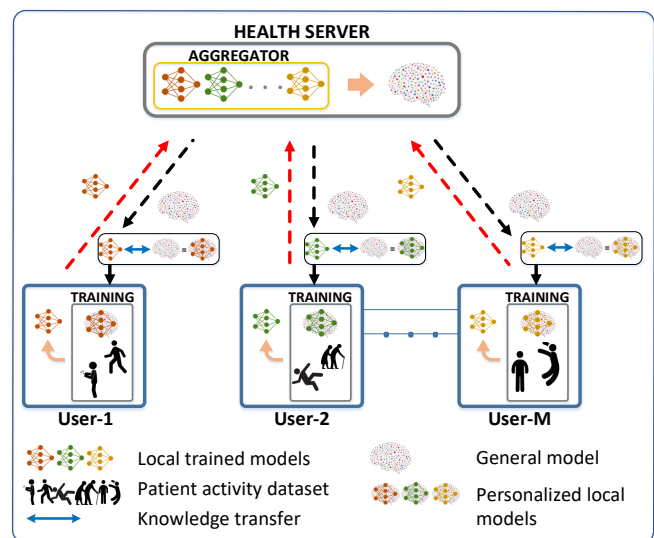 HEALTH SERVER
AGGREGATOR
TRAINING
TRAINING
TRAINING
User-1
User-2
User-M
Local trained models
General model
Patient activity dataset
Personalized local
models
Knowledge transfer